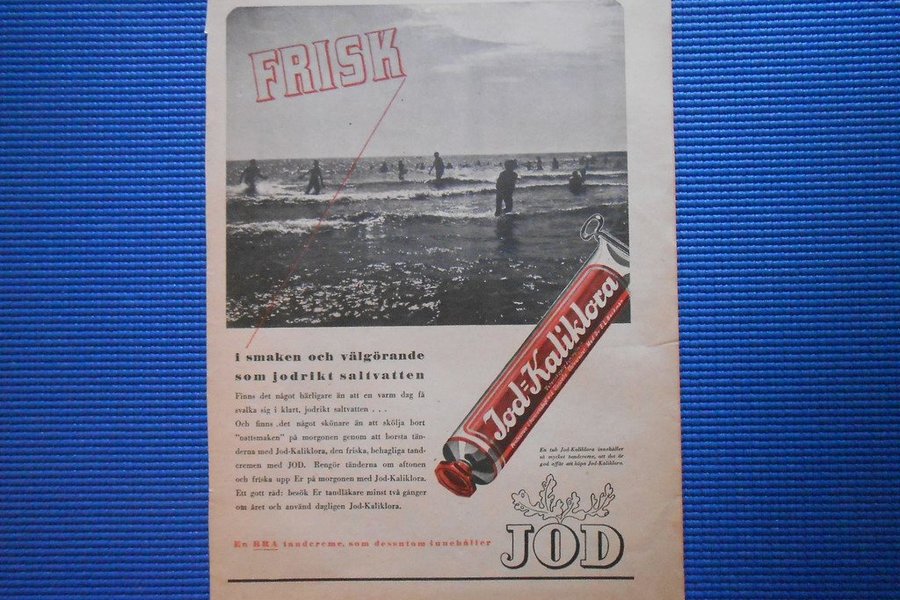 FRISK
i smaken och välgörande
som jodrikt saltvatten
Finns det något härligare än att en varm dag få
svalka sig i klart, jodrikt saltvatten . . .
Och finns det något skönare än att skölja bort
"nattsmaken" på morgonen genom att borsta tän-
derna med Jod-Kaliklora, den friska, behagliga tand-
cremen med JOD. Rengör tänderna om aftonen
och friska upp Er på morgonen med Jod-Kaliklora.
Ett gott råd: besök Er tandläkare minst två gånger
om året och använd dagligen Jod-Kaliklora.
Jod=Kaliklora
En tub Jod-Kaliklora innehåller
så mycket tandcreme, att det är
god affär att köpa Jod-Kaliklora.
En BRA tandcreme, som dessutom innehåller
JOD